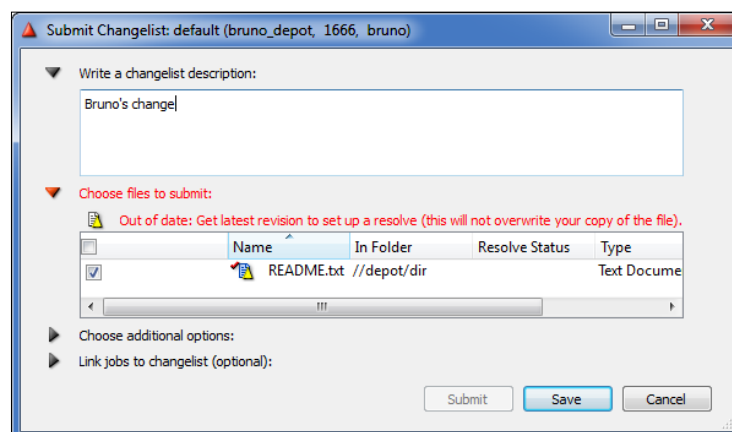 Submit Changelist: default (bruno_depot, 1666, bruno)
Write a changelist description:
Bruno's change
Choose files to submit:
Out of date: Get latest revision to set up a resolve (this will not overwrite your copy of the file).
Name In Folder Resolve Status Type
README.txt //depot/dir Text Docume
Choose additional options:
Link jobs to changelist (optional):
Submit Save Cancel